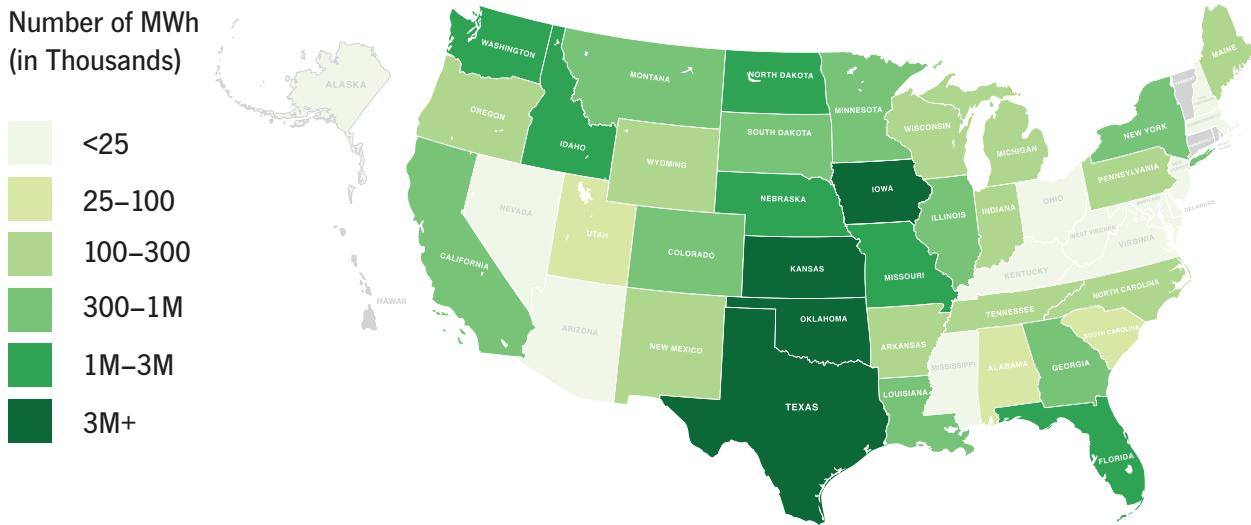 Number of MWh
(in Thousands)
<25
25–100
100–300
300–1M
1M–3M
3M+
ALASKA
HAWAII
WASHINGTON
OREGON
CALIFORNIA
NEVADA
IDAHO
MONTANA
WYOMING
UTAH
COLORADO
ARIZONA
NEW MEXICO
NORTH DAKOTA
SOUTH DAKOTA
NEBRASKA
KANSAS
OKLAHOMA
TEXAS
MINNESOTA
IOWA
MISSOURI
ARKANSAS
LOUISIANA
WISCONSIN
ILLINOIS
MICHIGAN
INDIANA
OHIO
KENTUCKY
TENNESSEE
MISSISSIPPI
ALABAMA
GEORGIA
FLORIDA
SOUTH CAROLINA
NORTH CAROLINA
VIRGINIA
WEST VIRGINIA
MARYLAND
DELAWARE
PENNSYLVANIA
NEW YORK
VERMONT
MAINE